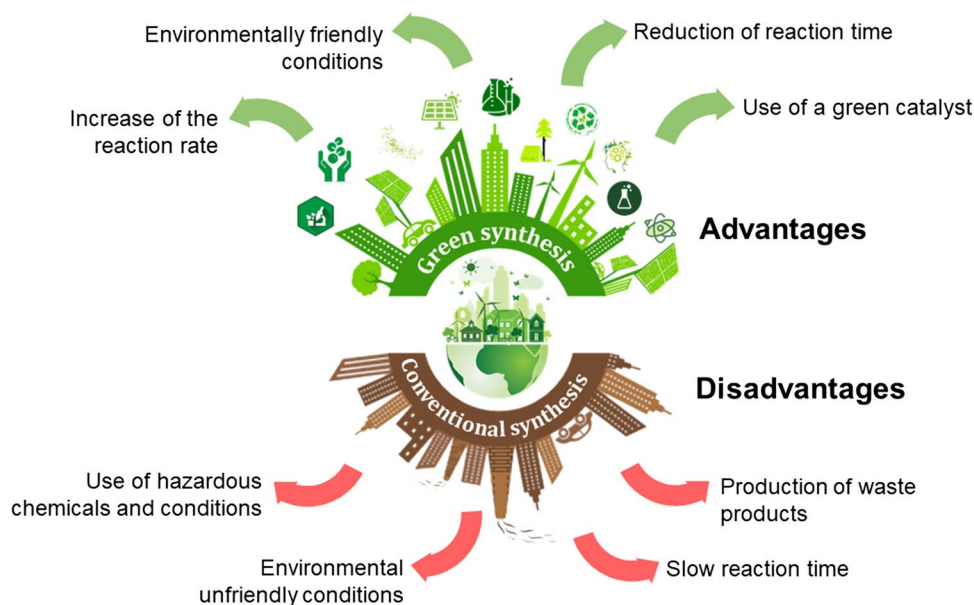 Environmentally friendly
conditions
Reduction of reaction time
Increase of the
reaction rate
Use of a green catalyst
Green synthesis
Advantages
Conventional synthesis
Disadvantages
Use of hazardous
chemicals and conditions
Production of waste
products
Environmental
unfriendly conditions
Slow reaction time